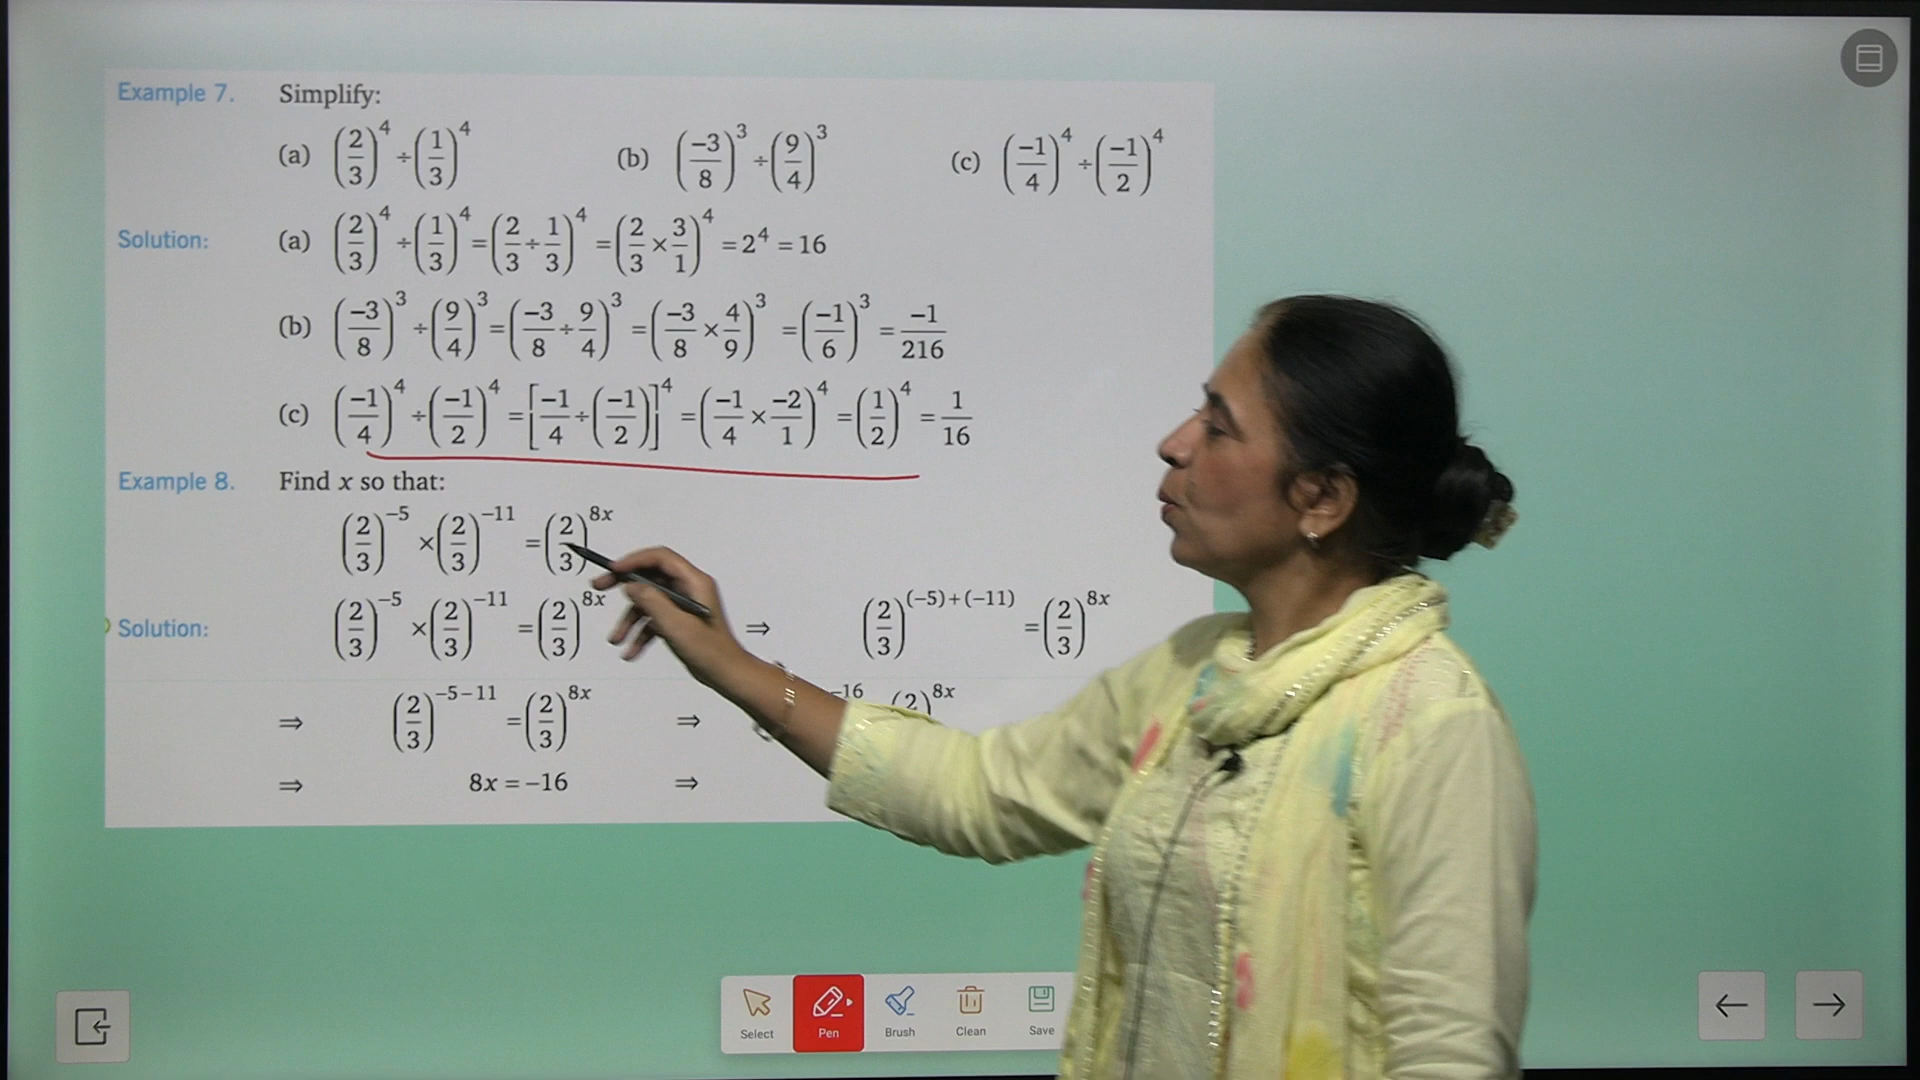 Example 7. Simplify:
(a) (2/3)^4 ÷ (1/3)^4 (b) (−3/8)^3 ÷ (9/4)^3 (c) (−1/4)^4 ÷ (−1/2)^4
Solution: (a) (2/3)^4 ÷ (1/3)^4 = (2/3 ÷ 1/3)^4 = (2/3 × 3/1)^4 = 2^4 = 16
(b) (−3/8)^3 ÷ (9/4)^3 = (−3/8 ÷ 9/4)^3 = (−3/8 × 4/9)^3 = (−1/6)^3 = −1/216
(c) (−1/4)^4 ÷ (−1/2)^4 = [−1/4 ÷ (−1/2)]^4 = (−1/4 × −2/1)^4 = (1/2)^4 = 1/16
Example 8. Find x so that:
(2/3)^−5 × (2/3)^−11 = (2/3)^8x
Solution: (2/3)^−5 × (2/3)^−11 = (2/3)^8x ⇒ (2/3)^(−5)+(−11) = (2/3)^8x
⇒ (2/3)^−5−11 = (2/3)^8x ⇒ −16 (2 8x
⇒ 8x = −16 ⇒
Select Pen Brush Clean Save